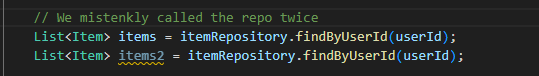 // We mistenkly called the repo twice
List<Item> items = itemRepository.findByUserId(userId);
List<Item> items2 = itemRepository.findByUserId(userId);